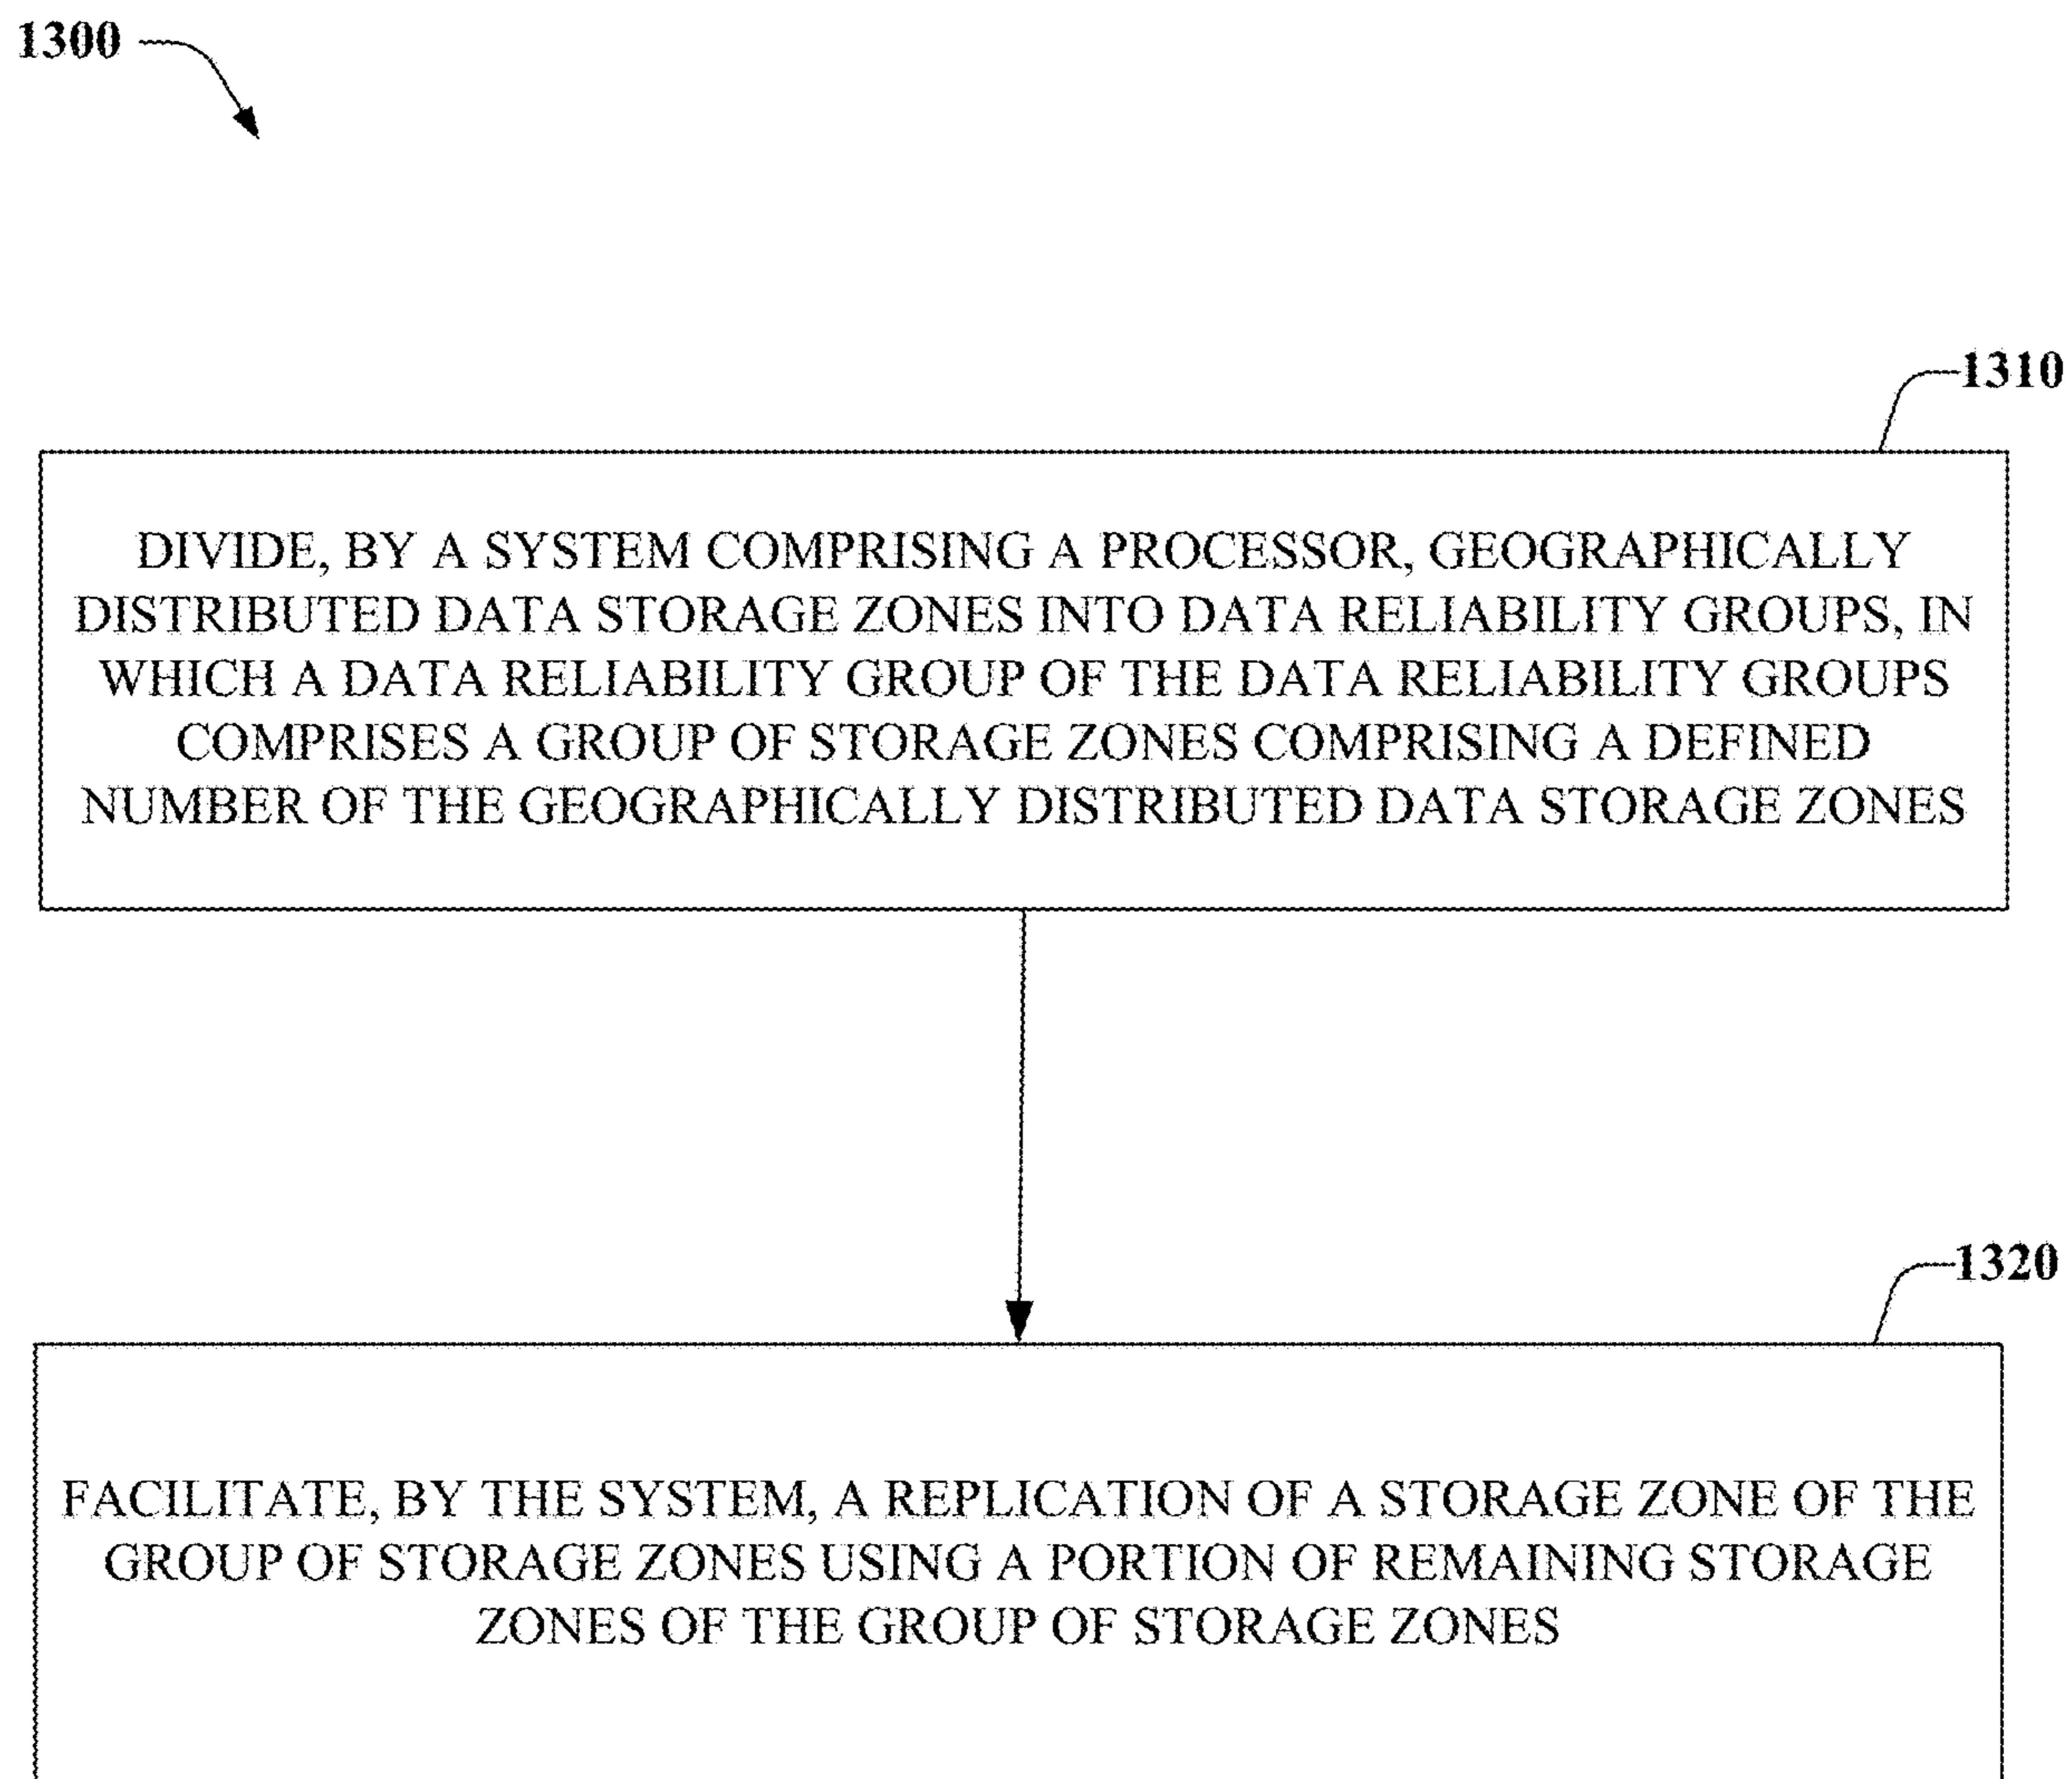 1300
1310
DIVIDE, BY A SYSTEM COMPRISING A PROCESSOR, GEOGRAPHICALLY
DISTRIBUTED DATA STORAGE ZONES INTO DATA RELIABILITY GROUPS, IN
WHICH A DATA RELIABILITY GROUP OF THE DATA RELIABILITY GROUPS
COMPRISES A GROUP OF STORAGE ZONES COMPRISING A DEFINED
NUMBER OF THE GEOGRAPHICALLY DISTRIBUTED DATA STORAGE ZONES
1320
FACILITATE, BY THE SYSTEM, A REPLICATION OF A STORAGE ZONE OF THE
GROUP OF STORAGE ZONES USING A PORTION OF REMAINING STORAGE
ZONES OF THE GROUP OF STORAGE ZONES